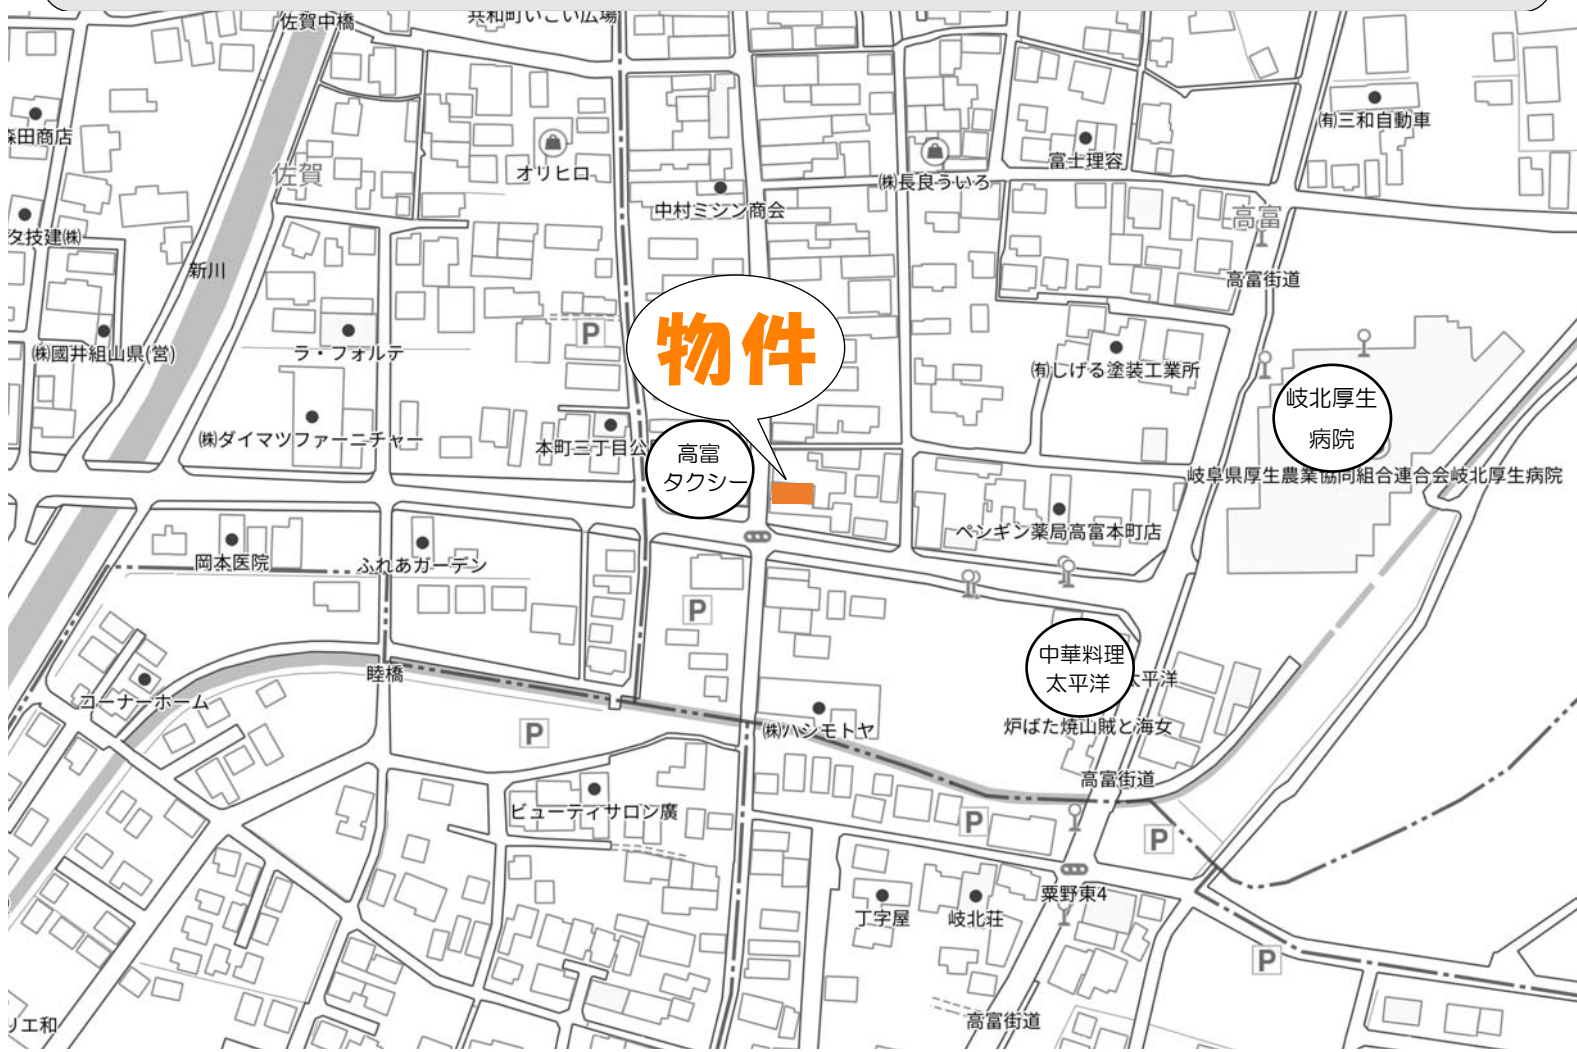 佐賀中橋
共和町いこい広場
森田商店
佐賀
オリヒロ
中村ミシン商会
㈱長良ういろ
富士理容
㈲三和自動車
高富
タ技建㈱
新川
高富街道
㈱國井組山県(営)
ラ・フォルテ
P
物件
㈲しげる塗装工業所
岐北厚生
病院
㈱ダイマツファーニチャー
本町三丁目公
高富
タクシー
岐阜県厚生農業協同組合連合会岐北厚生病院
ペンギン薬局高富本町店
岡本医院
ふれあガーデン
P
中華料理
太平洋
太平洋
睦橋
コーナーホーム
P
㈱ハシモトヤ
炉ばた焼山賊と海女
高富街道
ビューティサロン廣
P
P
粟野東4
丁字屋
岐北荘
P
リエ和
高富街道